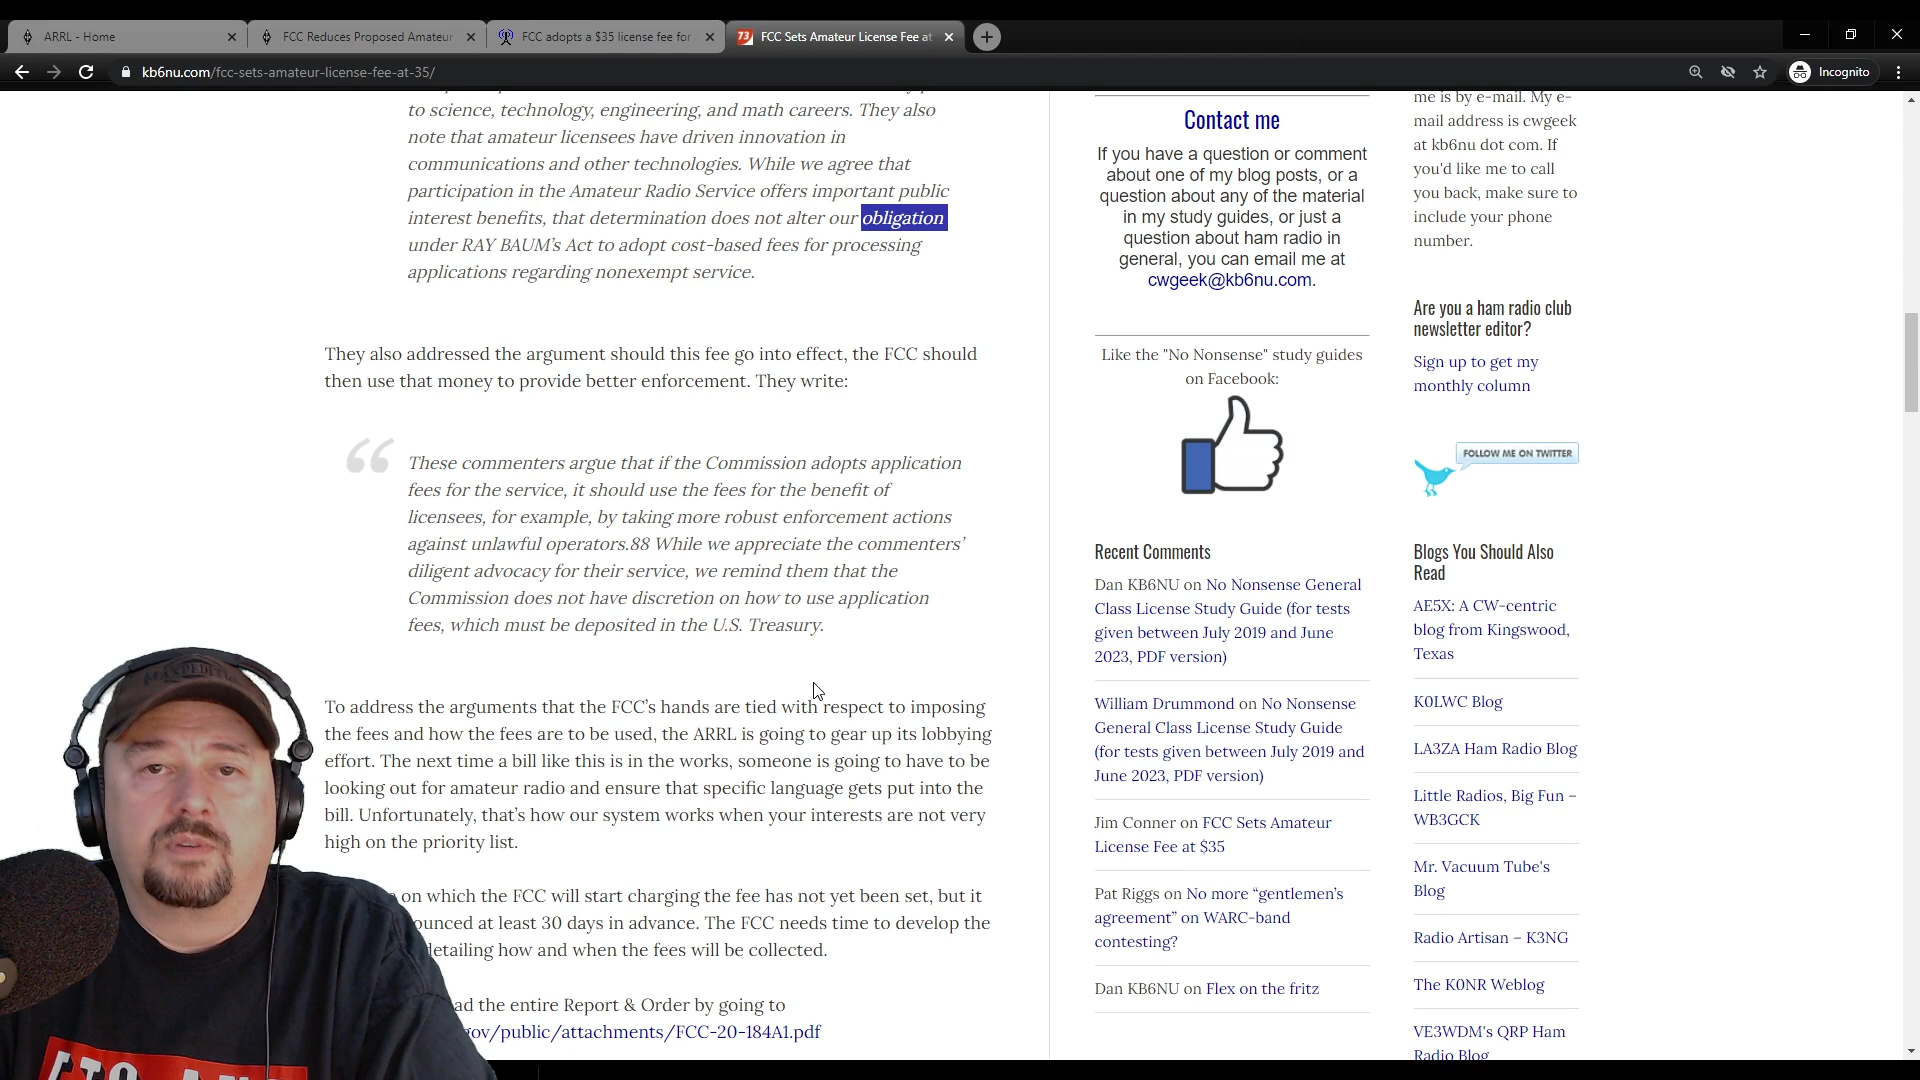 ARRL - Home
FCC Reduces Proposed Amateur
FCC adopts a $35 license fee for
73 FCC Sets Amateur License Fee at
kb6nu.com/fcc-sets-amateur-license-fee-at-35/
Incognito
to science, technology, engineering, and math careers. They also
note that amateur licensees have driven innovation in
communications and other technologies. While we agree that
participation in the Amateur Radio Service offers important public
interest benefits, that determination does not alter our obligation
under RAY BAUM's Act to adopt cost-based fees for processing
applications regarding nonexempt service.
They also addressed the argument should this fee go into effect, the FCC should
then use that money to provide better enforcement. They write:
These commenters argue that if the Commission adopts application
fees for the service, it should use the fees for the benefit of
licensees, for example, by taking more robust enforcement actions
against unlawful operators.88 While we appreciate the commenters'
diligent advocacy for their service, we remind them that the
Commission does not have discretion on how to use application
fees, which must be deposited in the U.S. Treasury.
To address the arguments that the FCC's hands are tied with respect to imposing
the fees and how the fees are to be used, the ARRL is going to gear up its lobbying
effort. The next time a bill like this is in the works, someone is going to have to be
looking out for amateur radio and ensure that specific language gets put into the
bill. Unfortunately, that's how our system works when your interests are not very
high on the priority list.
on which the FCC will start charging the fee has not yet been set, but it
ounced at least 30 days in advance. The FCC needs time to develop the
detailing how and when the fees will be collected.
ad the entire Report & Order by going to
gov/public/attachments/FCC-20-184A1.pdf
Contact me
If you have a question or comment
about one of my blog posts, or a
question about any of the material
in my study guides, or just a
question about ham radio in
general, you can email me at
cwgeek@kb6nu.com.
Like the "No Nonsense" study guides
on Facebook:
Recent Comments
Dan KB6NU on No Nonsense General
Class License Study Guide (for tests
given between July 2019 and June
2023, PDF version)
William Drummond on No Nonsense
General Class License Study Guide
(for tests given between July 2019 and
June 2023, PDF version)
Jim Conner on FCC Sets Amateur
License Fee at $35
Pat Riggs on No more “gentlemen's
agreement” on WARC-band
contesting?
Dan KB6NU on Flex on the fritz
me is by e-mail. My e-
mail address is cwgeek
at kb6nu dot com. If
you'd like me to call
you back, make sure to
include your phone
number.
Are you a ham radio club
newsletter editor?
Sign up to get my
monthly column
FOLLOW ME ON TWITTER
Blogs You Should Also
Read
AE5X: A CW-centric
blog from Kingswood,
Texas
K0LWC Blog
LA3ZA Ham Radio Blog
Little Radios, Big Fun –
WB3GCK
Mr. Vacuum Tube's
Blog
Radio Artisan – K3NG
The K0NR Weblog
VE3WDM's QRP Ham
Radio Blog